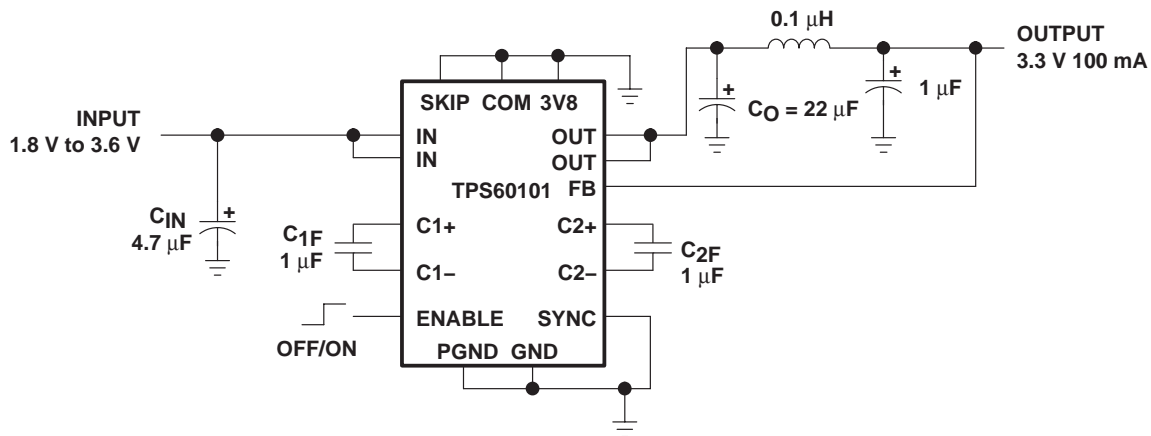 0.1 μH
OUTPUT
3.3 V 100 mA
SKIP COM 3V8
CO = 22 μF
1 μF
INPUT
1.8 V to 3.6 V
IN
OUT
IN
OUT
TPS60101 FB
CIN
4.7 μF
C1F
1 μF
C1+
C2+
C1–
C2–
C2F
1 μF
ENABLE
SYNC
OFF/ON
PGND GND
+
+
+